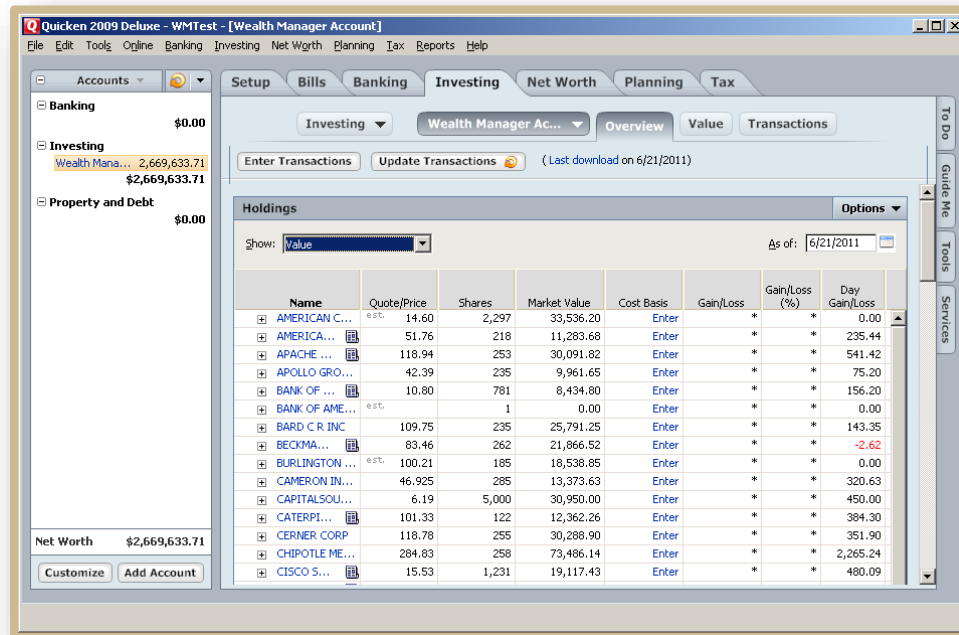 Quicken 2009 Deluxe - WMTest - [Wealth Manager Account]
File Edit Tools Online Banking Investing Net Worth Planning Tax Reports Help
Accounts
Setup Bills Banking Investing Net Worth Planning Tax
Banking
$0.00
Investing
Wealth Mana... 2,669,633.71
$2,669,633.71
Property and Debt
$0.00
Net Worth $2,669,633.71
Customize Add Account
Investing Wealth Manager Ac... Overview Value Transactions
Enter Transactions Update Transactions ( Last download on 6/21/2011)
Holdings Options
Show: Value As of: 6/21/2011
Name Quote/Price Shares Market Value Cost Basis Gain/Loss Gain/Loss (%) Day Gain/Loss
AMERICAN C... est. 14.60 2,297 33,536.20 Enter * * 0.00
AMERICA... 51.76 218 11,283.68 Enter * * 235.44
APACHE ... 118.94 253 30,091.82 Enter * * 541.42
APOLLO GRO... 42.39 235 9,961.65 Enter * * 75.20
BANK OF ... 10.80 781 8,434.80 Enter * * 156.20
BANK OF AME... est. 1 0.00 Enter * * 0.00
BARD C R INC 109.75 235 25,791.25 Enter * * 143.35
BECKMA... 83.46 262 21,866.52 Enter * * -2.62
BURLINGTON ... est. 100.21 185 18,538.85 Enter * * 0.00
CAMERON IN... 46.925 285 13,373.63 Enter * * 320.63
CAPITALSOU... 6.19 5,000 30,950.00 Enter * * 450.00
CATERPI... 101.33 122 12,362.26 Enter * * 384.30
CERNER CORP 118.78 255 30,288.90 Enter * * 351.90
CHIPOTLE ME... 284.83 258 73,486.14 Enter * * 2,265.24
CISCO S... 15.53 1,231 19,117.43 Enter * * 480.09
To Do
Guide Me
Tools
Services